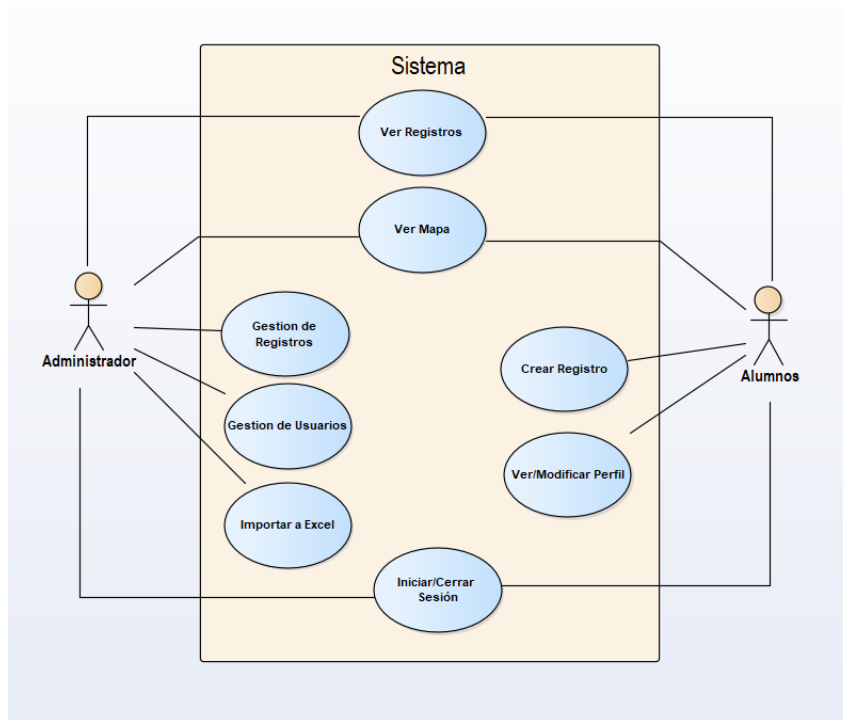 Sistema
Ver Registros
Ver Mapa
Gestion de
Registros
Administrador
Crear Registro
Alumnos
Gestion de Usuarios
Ver/Modificar Perfil
Importar a Excel
Iniciar/Cerrar
Sesión